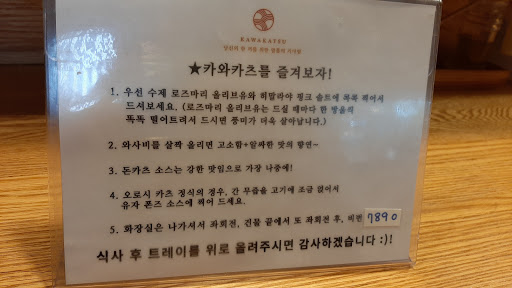 KAWAKATSU
★카와카츠를 즐겨보자!
1. 우선 수제 로즈마리 올리브유와 히말라야 핑크 솔트에 톡톡 찍어서
드셔보세요. (로즈마리 올리브유는 드실 때마다 한 방울씩
똑똑 떨어트려서 드시면 풍미가 더욱 살아납니다.)
2. 와사비를 살짝 올리면 고소함+알싸한 맛의 향연~
3. 돈카츠 소스는 강한 맛임으로 가장 나중에!
4. 오로시 카츠 정식의 경우, 간 무즙을 고기에 조금 얹어서
유자 폰즈 소스에 찍어 드세요.
5. 화장실은 나가셔서 좌회전, 건물 끝에서 또 좌회전 후, 비번 7890
식사 후 트레이를 위로 올려주시면 감사하겠습니다 :)!